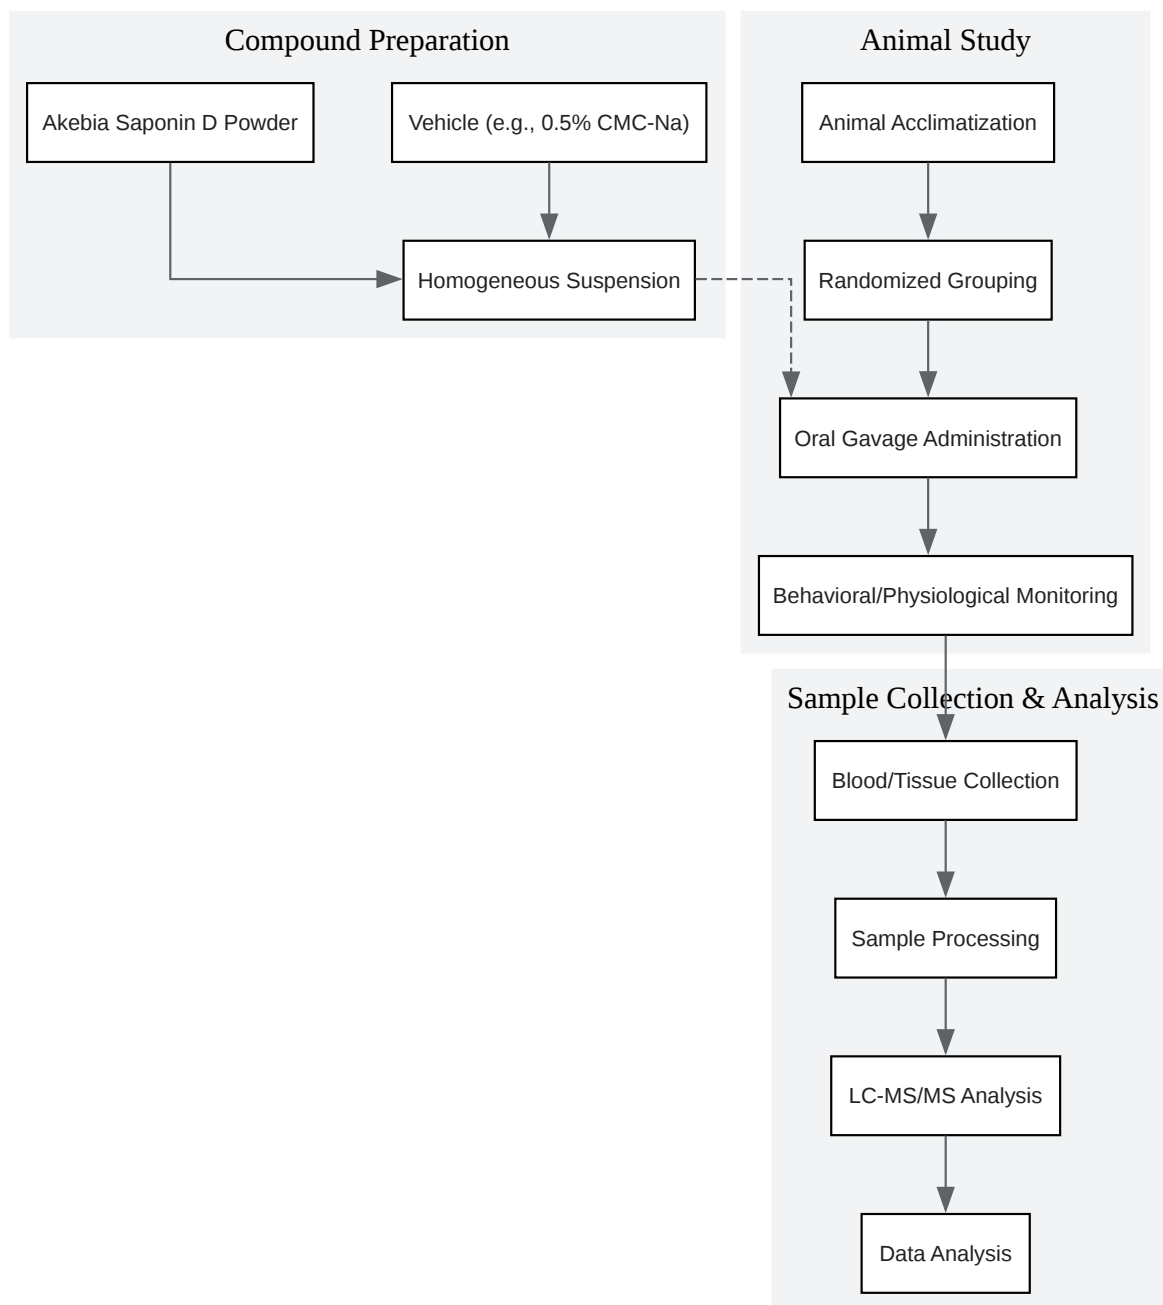 Compound Preparation
Akebia Saponin D Powder
Vehicle (e.g., 0.5% CMC-Na)
Homogeneous Suspension
Animal Study
Animal Acclimatization
Randomized Grouping
Oral Gavage Administration
Behavioral/Physiological Monitoring
Sample Collection & Analysis
Blood/Tissue Collection
Sample Processing
LC-MS/MS Analysis
Data Analysis